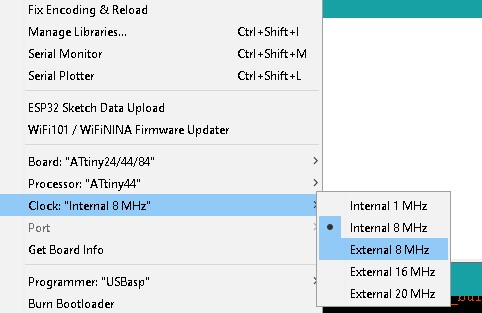 Fix Encoding & Reload
Manage Libraries... Ctrl+Shift+I
Serial Monitor Ctrl+Shift+M
Serial Plotter Ctrl+Shift+L
ESP32 Sketch Data Upload
WiFi101 / WiFiNINA Firmware Updater
Board: "ATtiny24/44/84"
Processor: "ATtiny44"
Clock: "Internal 8 MHz"
Port
Get Board Info
Programmer: "USBasp"
Burn Bootloader
Internal 1 MHz
Internal 8 MHz
External 8 MHz
External 16 MHz
External 20 MHz